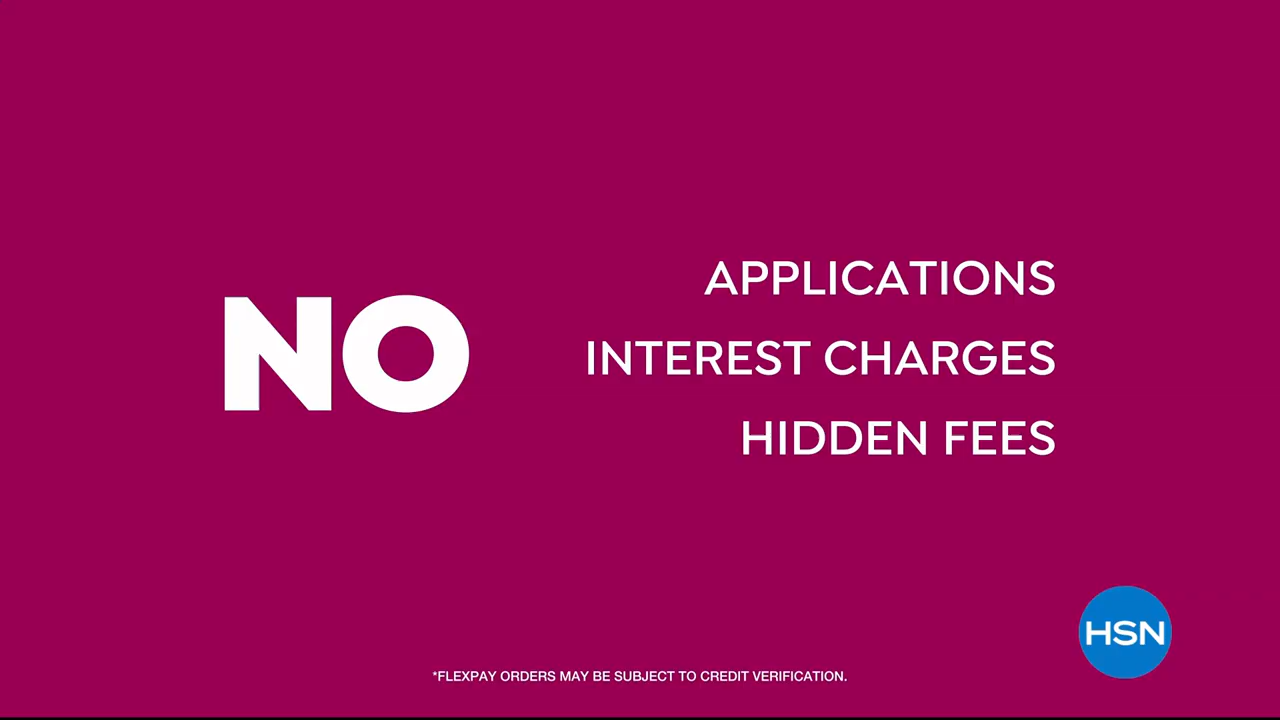 NO
APPLICATIONS
INTEREST CHARGES
HIDDEN FEES
HSN
*FLEXPAY ORDERS MAY BE SUBJECT TO CREDIT VERIFICATION.